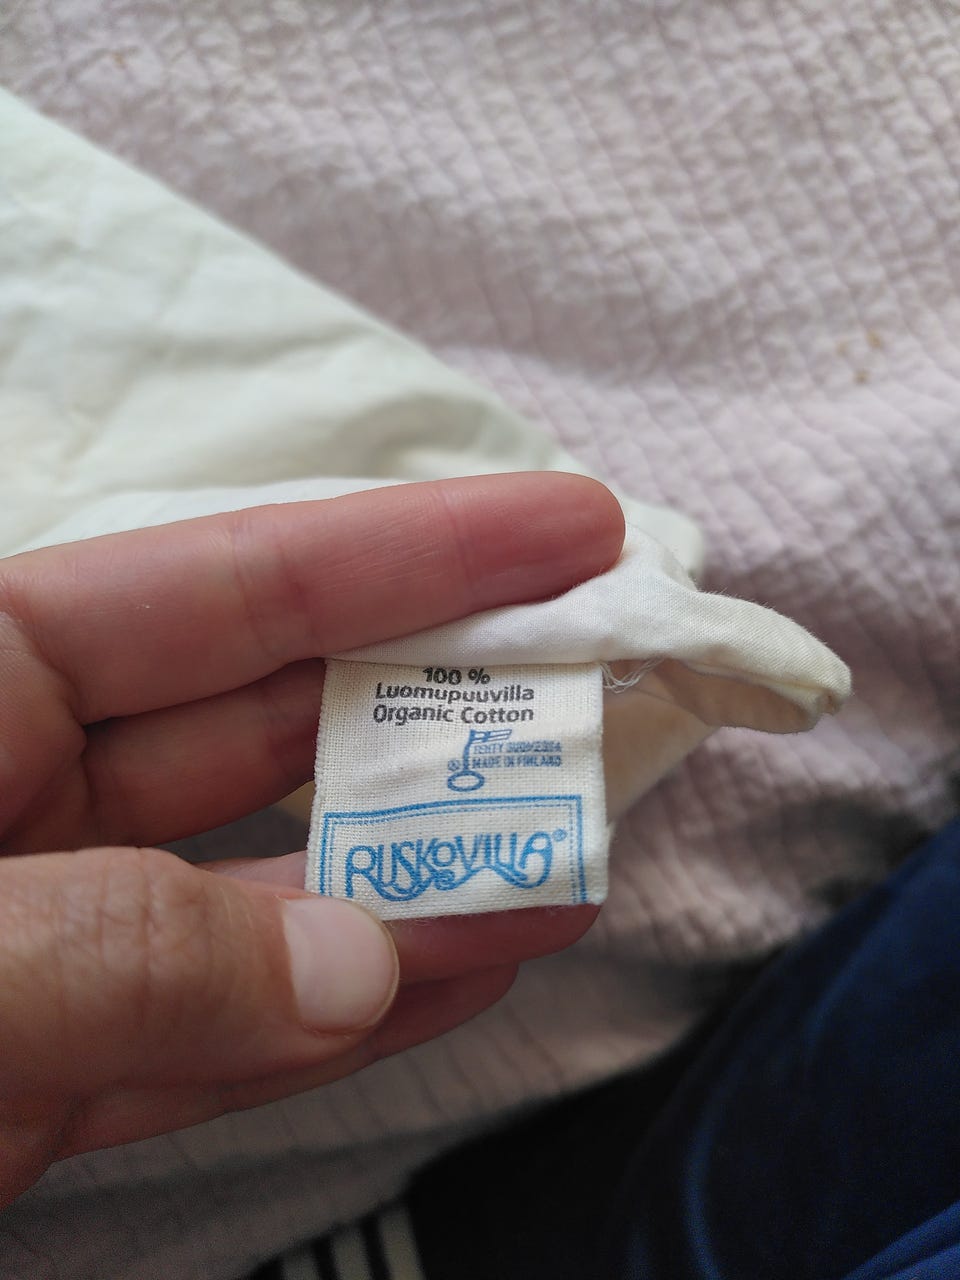 100 %
Luomupuuvilla
Organic Cotton
TEHTY SUOMESSA
MADE IN FINLAND
RUSKOVILLA®